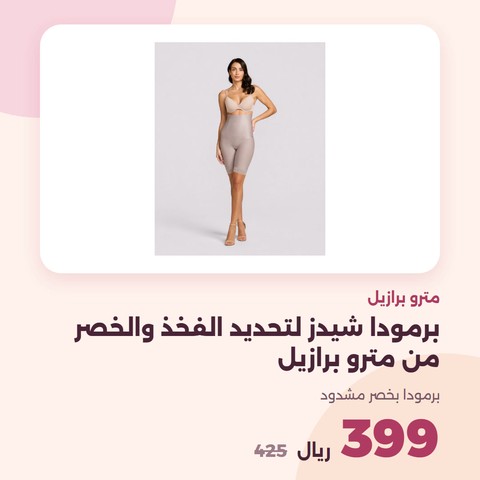 مترو برازيل
برمودا شيدز لتحديد الفخذ والخصر
من مترو برازيل
برمودا بخصر مشدود
399 ريال 425